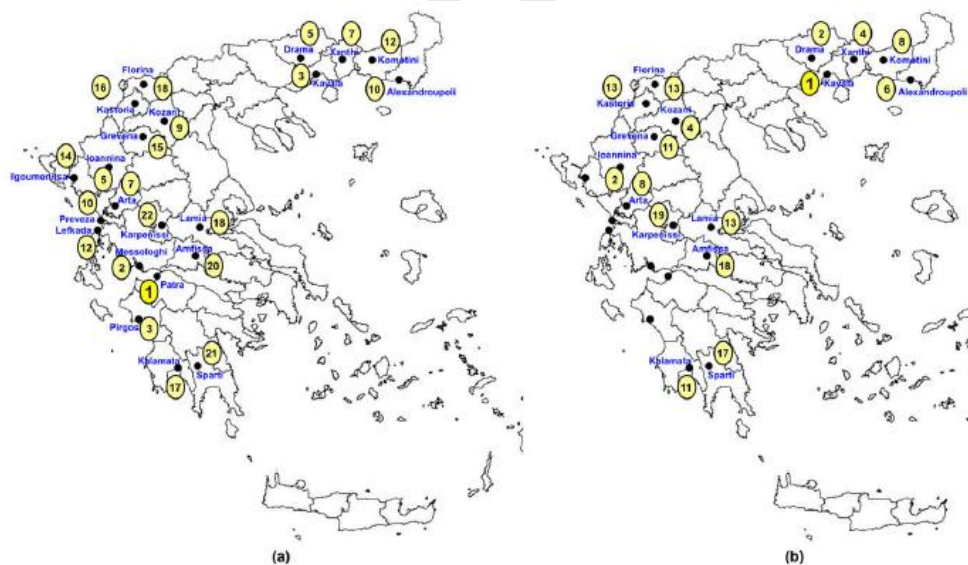 5
7
12
Drama
Xanthi
Komotini
3
Kavala
10
Alexandroupoli
Florina
16
18
Kastoria
Kozani
9
Grevena
15
14
Ioannina
Igoumenitsa
5
7
10
Arta
Preveza
22
Lamia
18
Lefkada
Karpenissi
12
Messologhi
Amfissa
2
20
Patra
1
Pirgos
3
21
Kalamata
Sparti
17
(a)
2
4
8
Drama
Xanthi
Komotini
1
Kavala
6
Alexandroupoli
Florina
13
13
Kastoria
Kozani
4
Grevena
11
Ioannina
2
8
Arta
19
Lamia
13
Karpenissi
Amfissa
18
17
Kalamata
Sparti
11
(b)